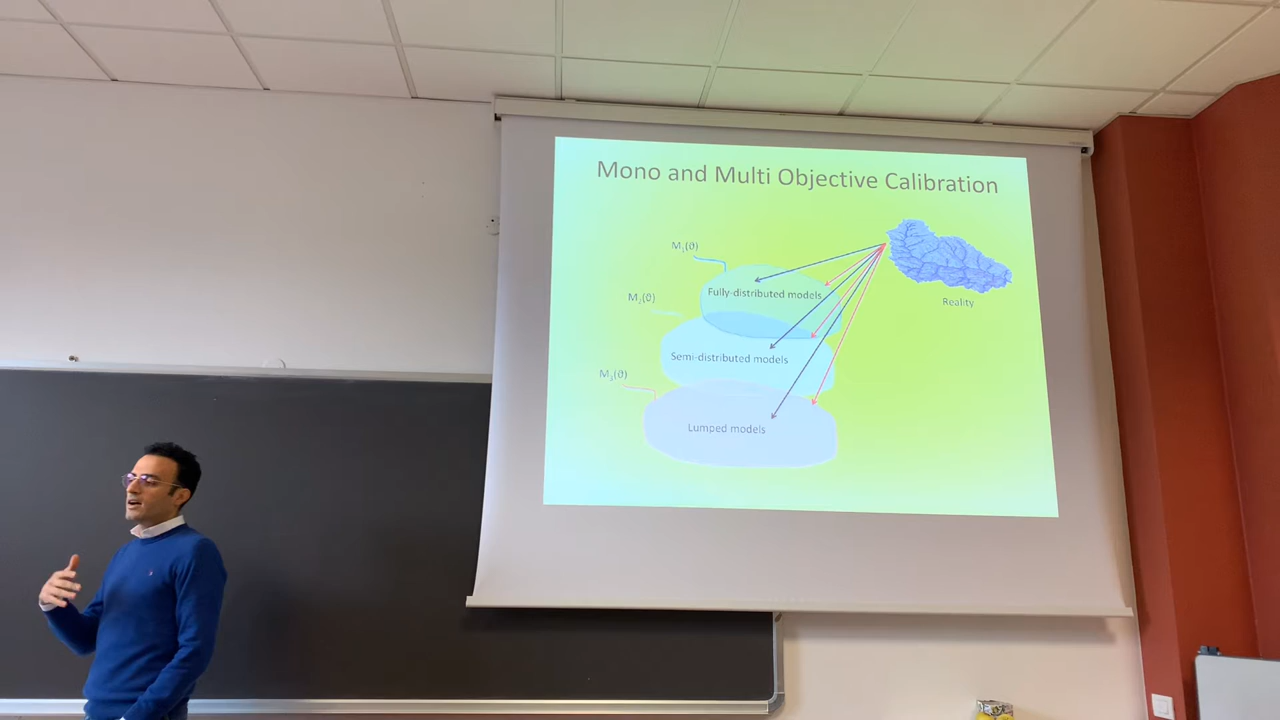 Mono and Multi Objective Calibration
M₁(θ)
Fully-distributed models
M₂(θ)
Reality
Semi-distributed models
M₃(θ)
Lumped models